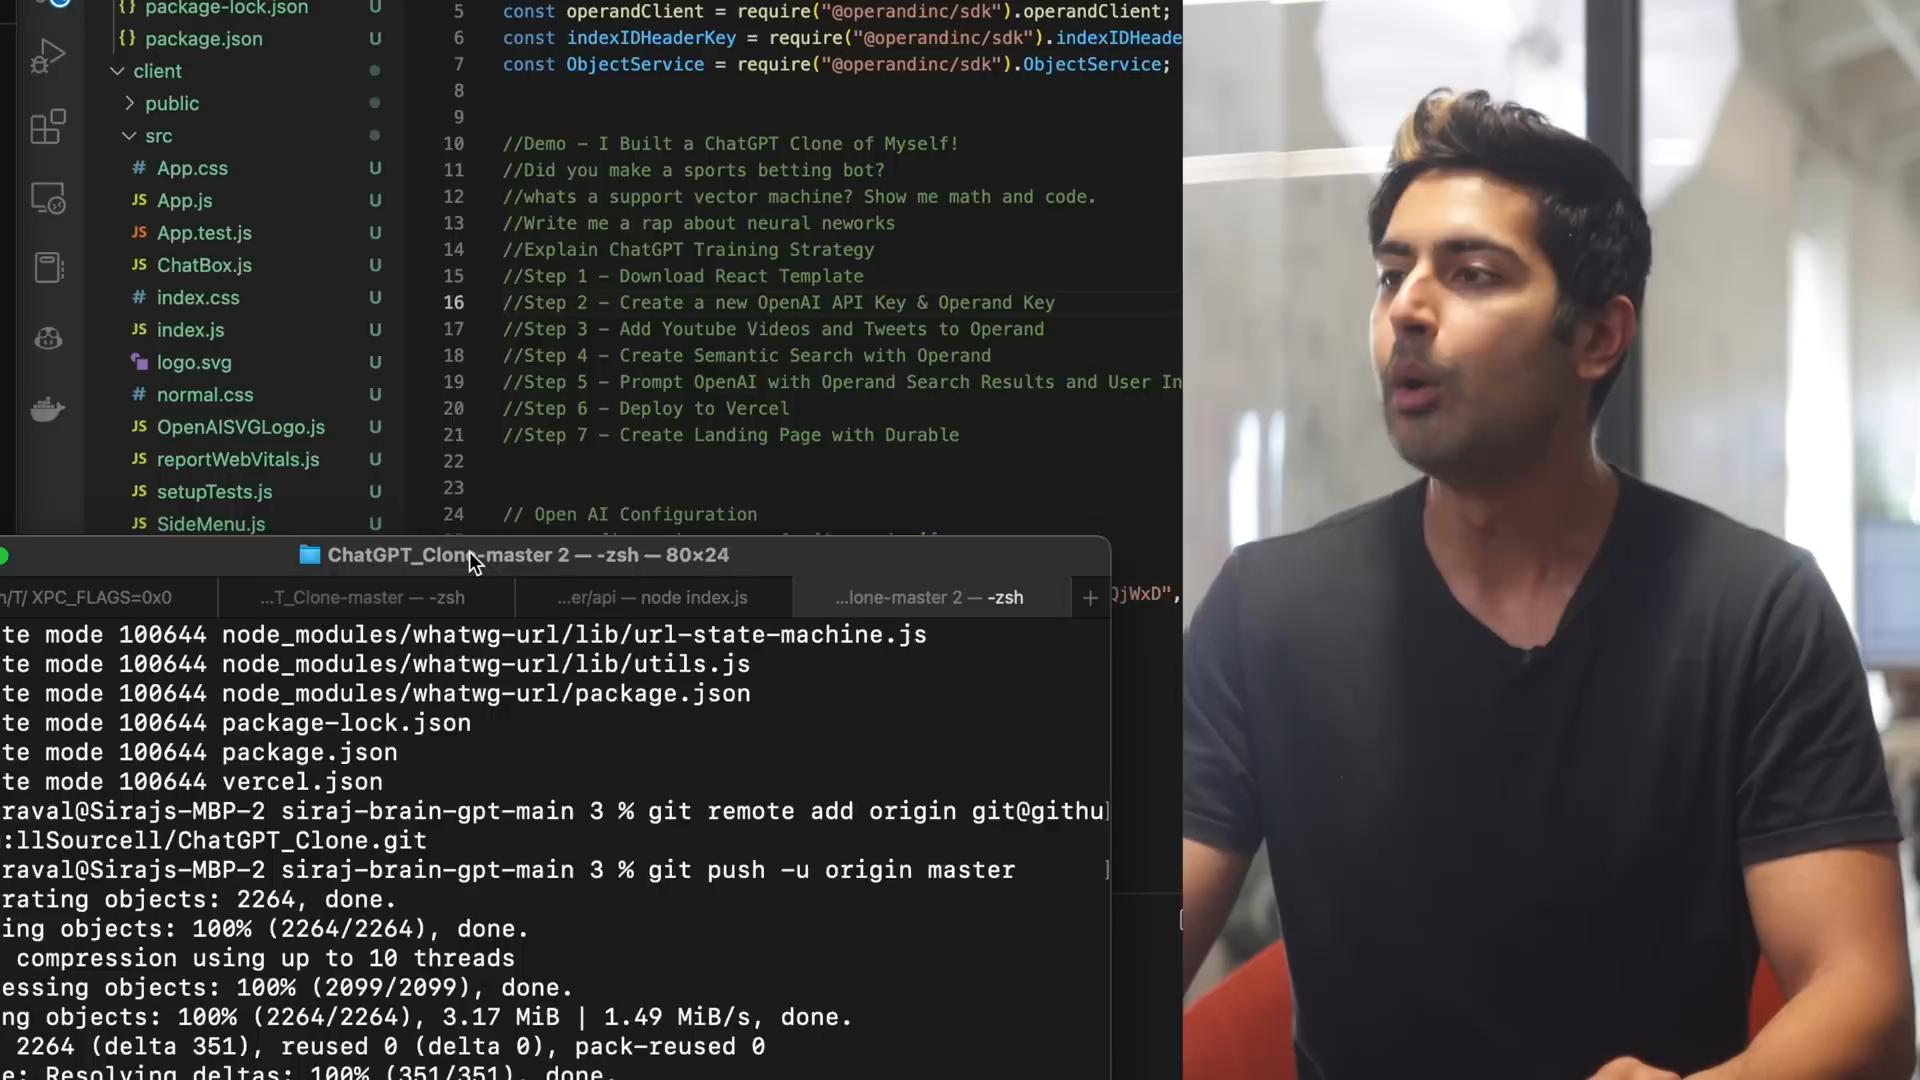 package-lock.json U
{} package.json U
client
public
src
# App.css U
JS App.js U
JS App.test.js U
JS ChatBox.js U
# index.css U
JS index.js U
logo.svg U
# normal.css U
JS OpenAISVGLogo.js U
JS reportWebVitals.js U
JS setupTests.js U
JS SideMenu.js U
5 const operandClient = require("@operandinc/sdk").operandClient;
6 const indexIDHeaderKey = require("@operandinc/sdk").indexIDHeade
7 const ObjectService = require("@operandinc/sdk").ObjectService;
8
9
10 //Demo – I Built a ChatGPT Clone of Myself!
11 //Did you make a sports betting bot?
12 //whats a support vector machine? Show me math and code.
13 //Write me a rap about neural neworks
14 //Explain ChatGPT Training Strategy
15 //Step 1 – Download React Template
16 //Step 2 – Create a new OpenAI API Key & Operand Key
17 //Step 3 – Add Youtube Videos and Tweets to Operand
18 //Step 4 – Create Semantic Search with Operand
19 //Step 5 – Prompt OpenAI with Operand Search Results and User In
20 //Step 6 – Deploy to Vercel
21 //Step 7 – Create Landing Page with Durable
22
23
24 // Open AI Configuration
QjWxD",
ChatGPT_Clone-master 2 — -zsh — 80×24
n/T/ XPC_FLAGS=0x0 ...T_Clone-master — -zsh ...er/api — node index.js ...lone-master 2 — -zsh +
te mode 100644 node_modules/whatwg-url/lib/url-state-machine.js
te mode 100644 node_modules/whatwg-url/lib/utils.js
te mode 100644 node_modules/whatwg-url/package.json
te mode 100644 package-lock.json
te mode 100644 package.json
te mode 100644 vercel.json
raval@Sirajs-MBP-2 siraj-brain-gpt-main 3 % git remote add origin git@githu
:llSourcell/ChatGPT_Clone.git
raval@Sirajs-MBP-2 siraj-brain-gpt-main 3 % git push -u origin master ]
rating objects: 2264, done.
ing objects: 100% (2264/2264), done.
compression using up to 10 threads
essing objects: 100% (2099/2099), done.
ng objects: 100% (2264/2264), 3.17 MiB | 1.49 MiB/s, done.
2264 (delta 351), reused 0 (delta 0), pack-reused 0
e: Resolving deltas: 100% (351/351), done.